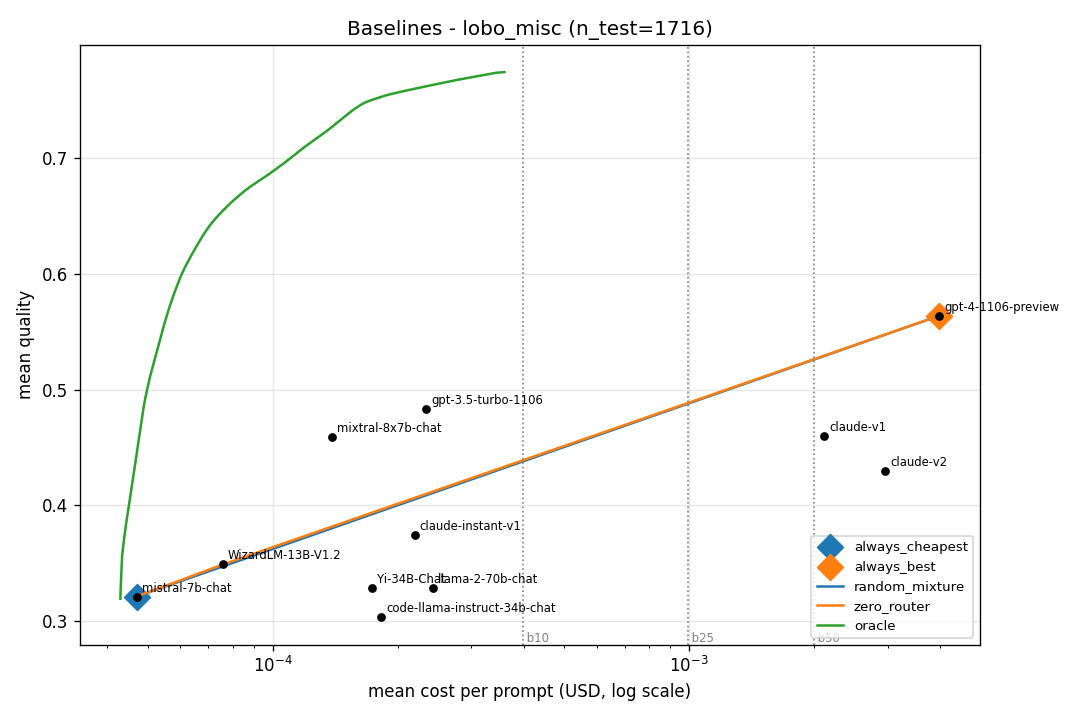 Baselines - lobo_misc (n_test=1716)
mean quality
0.7
0.6
0.5
0.4
0.3
gpt-4-1106-preview
gpt-3.5-turbo-1106
mixtral-8x7b-chat
claude-v1
claude-v2
claude-instant-v1
WizardLM-13B-V1.2
mistral-7b-chat
Yi-34B-Chat
llama-2-70b-chat
code-llama-instruct-34b-chat
always_cheapest
always_best
random_mixture
zero_router
oracle
b10
b25
b50
10⁻⁴
10⁻³
mean cost per prompt (USD, log scale)